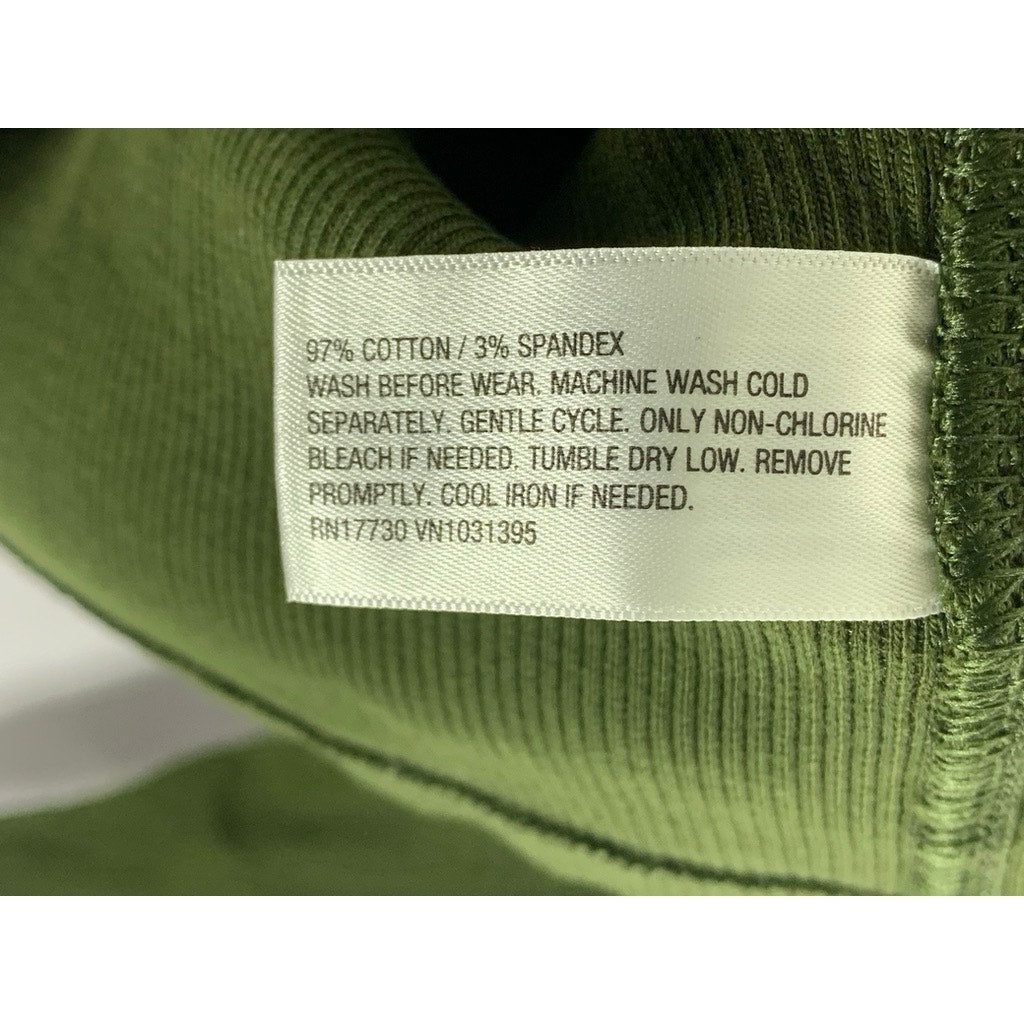 97% COTTON / 3% SPANDEX
WASH BEFORE WEAR. MACHINE WASH COLD
SEPARATELY. GENTLE CYCLE. ONLY NON-CHLORINE
BLEACH IF NEEDED. TUMBLE DRY LOW. REMOVE
PROMPTLY. COOL IRON IF NEEDED.
RN17730 VN1031395